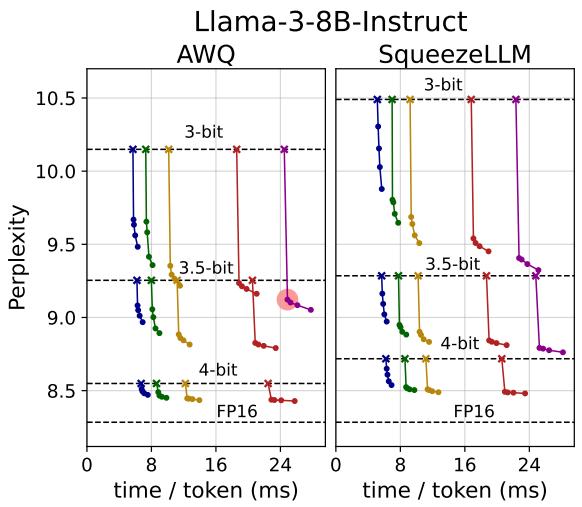 Llama-3-8B-Instruct
AWQ
SqueezeLLM
Perplexity
10.5
10.0
9.5
9.0
8.5
3-bit
3.5-bit
4-bit
FP16
0 8 16 24
time / token (ms)
3-bit
3.5-bit
4-bit
FP16
0 8 16 24
time / token (ms)